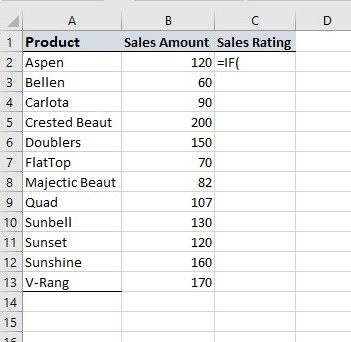 A B C D
1 Product Sales Amount Sales Rating
2 Aspen 120 =IF(
3 Bellen 60
4 Carlota 90
5 Crested Beaut 200
6 Doublers 150
7 FlatTop 70
8 Majectic Beaut 82
9 Quad 107
10 Sunbell 130
11 Sunset 120
12 Sunshine 160
13 V-Rang 170
14
15